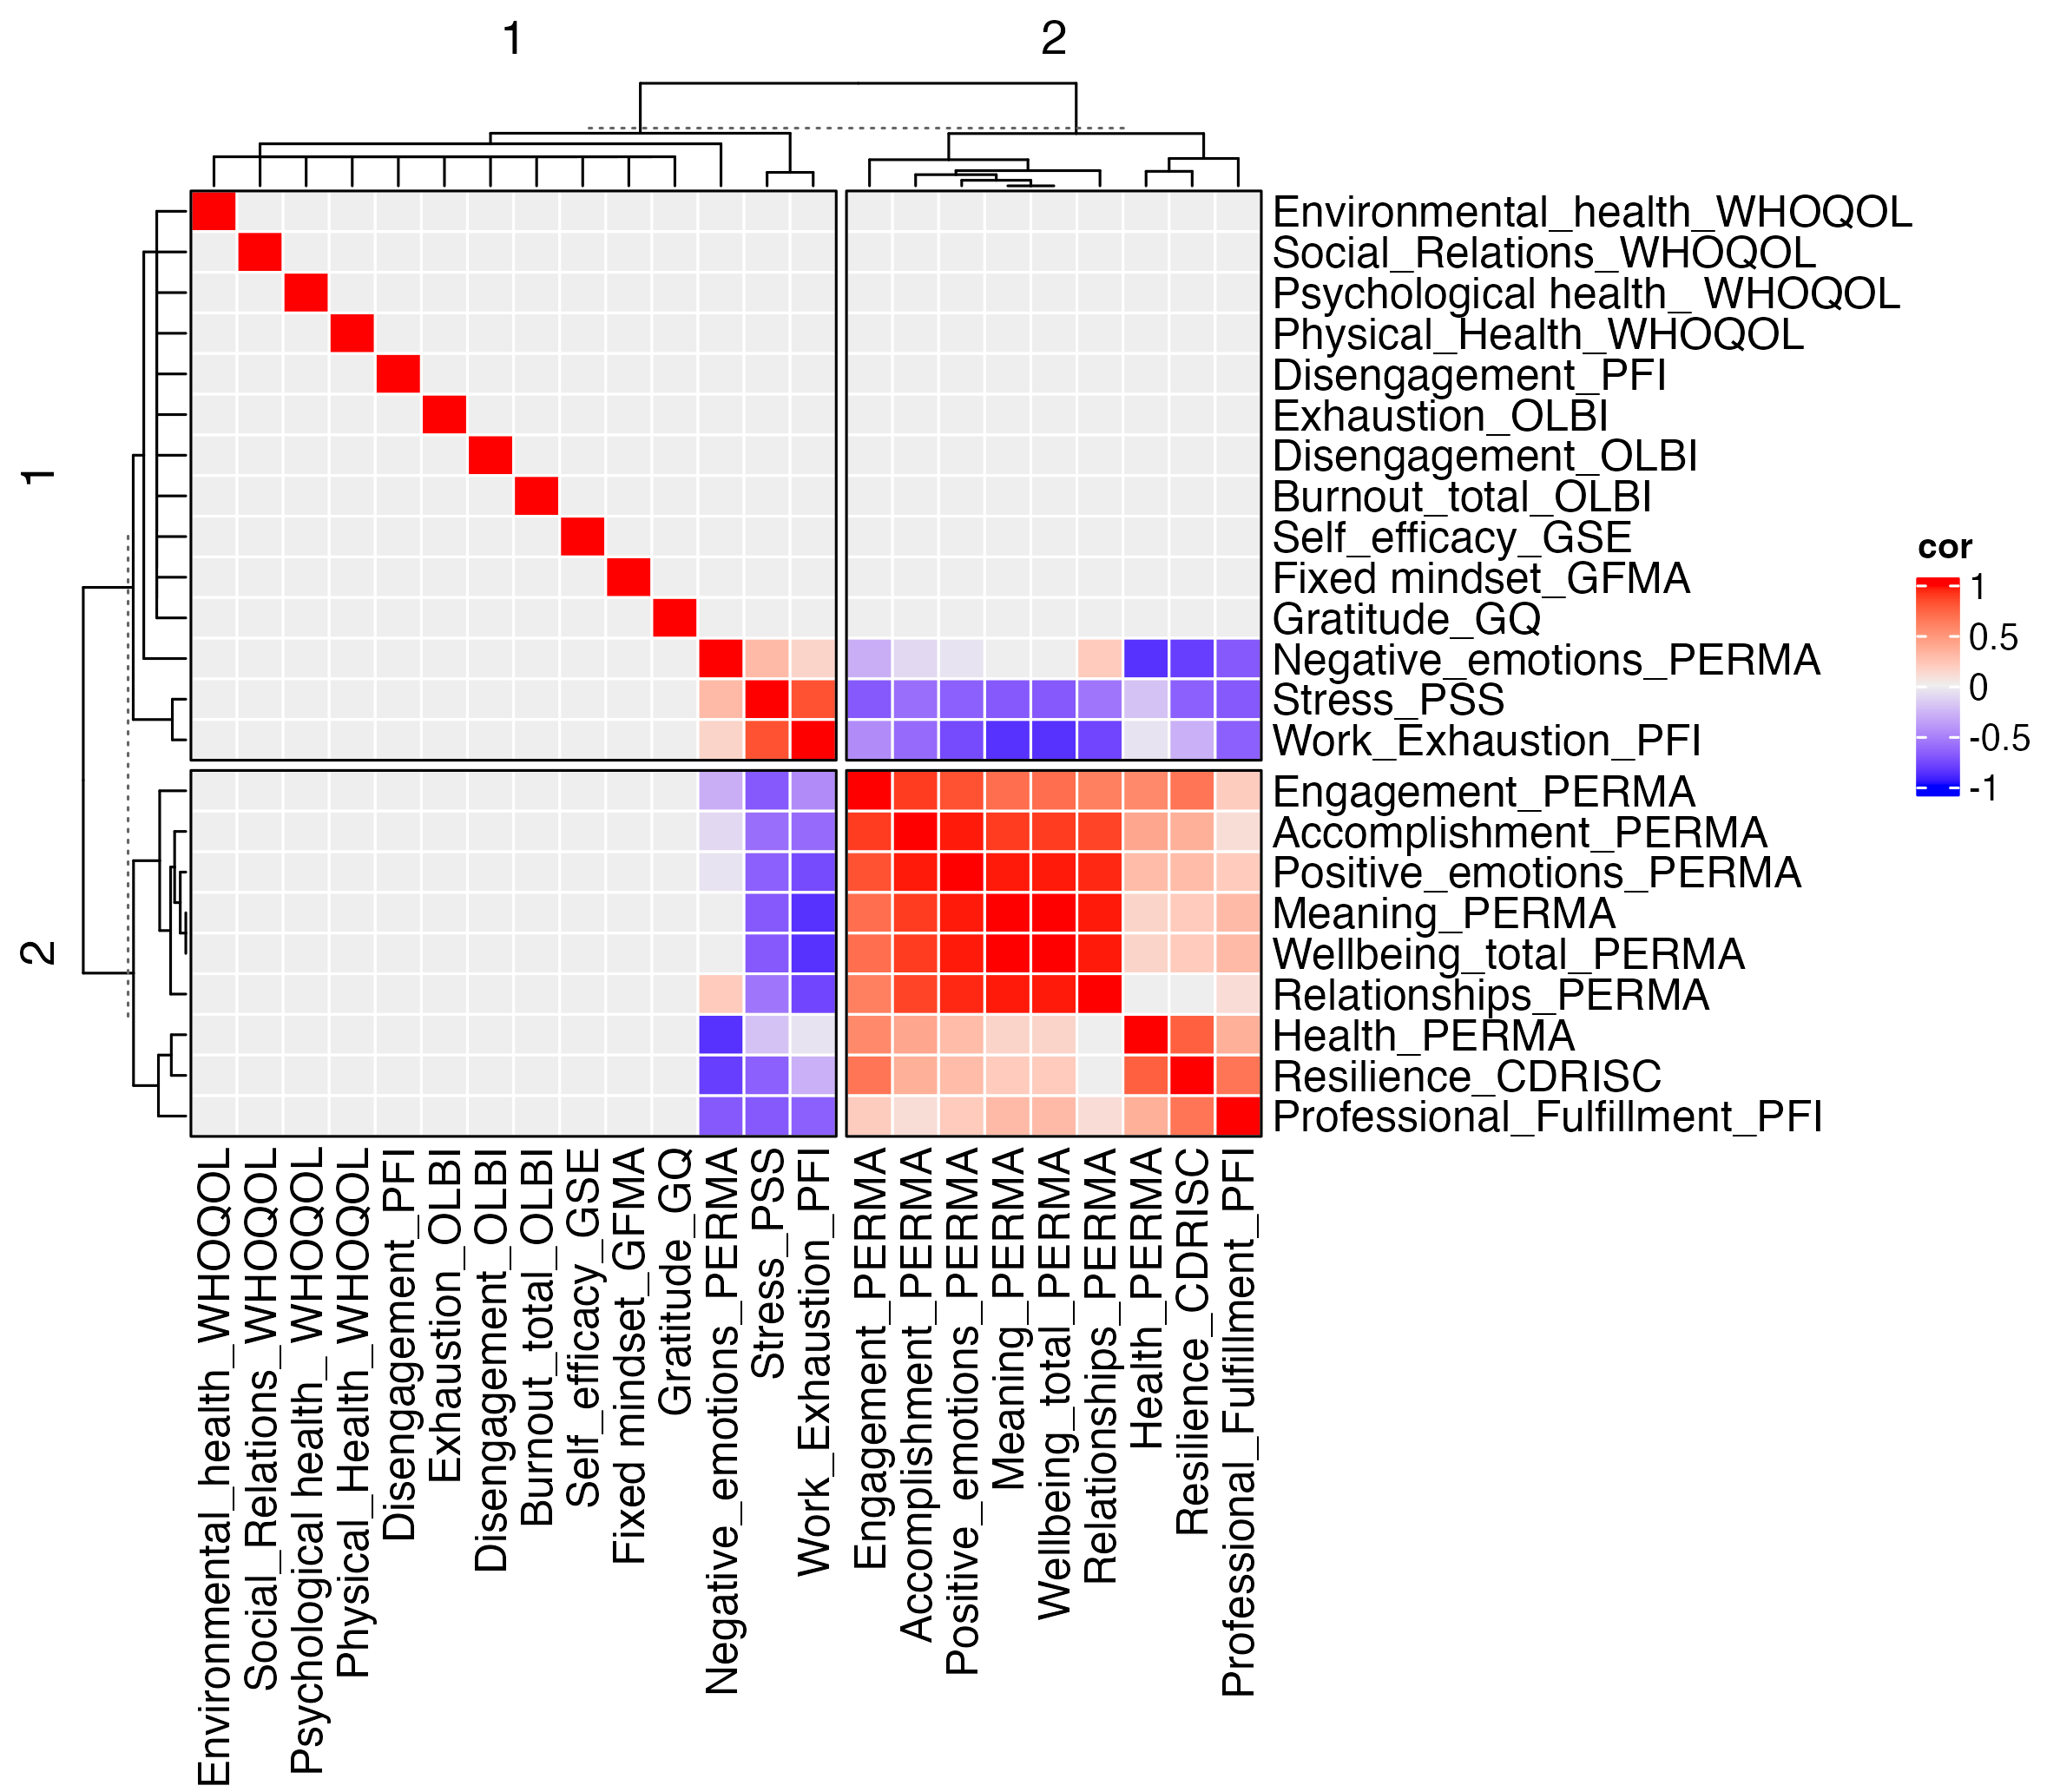 1
2
1
2
Environmental_health_WHOQOL
Social_Relations_WHOQOL
Psychological health_ WHOQOL
Physical_Health_WHOQOL
Disengagement_PFI
Exhaustion_OLBI
Disengagement_OLBI
Burnout_total_OLBI
Self_efficacy_GSE
Fixed mindset_GFMA
Gratitude_GQ
Negative_emotions_PERMA
Stress_PSS
Work_Exhaustion_PFI
Engagement_PERMA
Accomplishment_PERMA
Positive_emotions_PERMA
Meaning_PERMA
Wellbeing_total_PERMA
Relationships_PERMA
Health_PERMA
Resilience_CDRISC
Professional_Fulfillment_PFI
cor
1
0.5
0
-0.5
-1
Environmental_health_WHOQOL
Social_Relations_WHOQOL
Psychological health_ WHOQOL
Physical_Health_WHOQOL
Disengagement_PFI
Exhaustion_OLBI
Disengagement_OLBI
Burnout_total_OLBI
Self_efficacy_GSE
Fixed mindset_GFMA
Gratitude_GQ
Negative_emotions_PERMA
Stress_PSS
Work_Exhaustion_PFI
Engagement_PERMA
Accomplishment_PERMA
Positive_emotions_PERMA
Meaning_PERMA
Wellbeing_total_PERMA
Relationships_PERMA
Health_PERMA
Resilience_CDRISC
Professional_Fulfillment_PFI